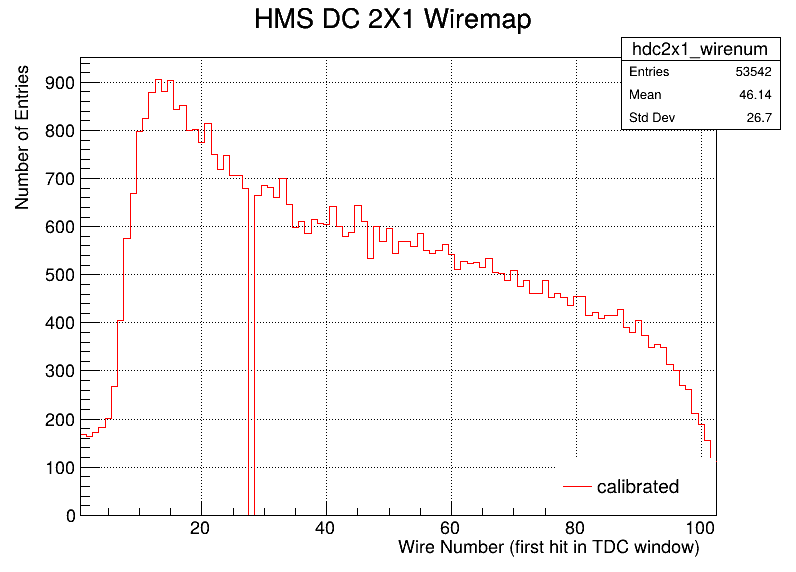 HMS DC 2X1 Wiremap
hdc2x1_wirenum
Entries 53542
Mean 46.14
Std Dev 26.7
Number of Entries
900
800
700
600
500
400
300
200
100
0
calibrated
20 40 60 80 100
Wire Number (first hit in TDC window)